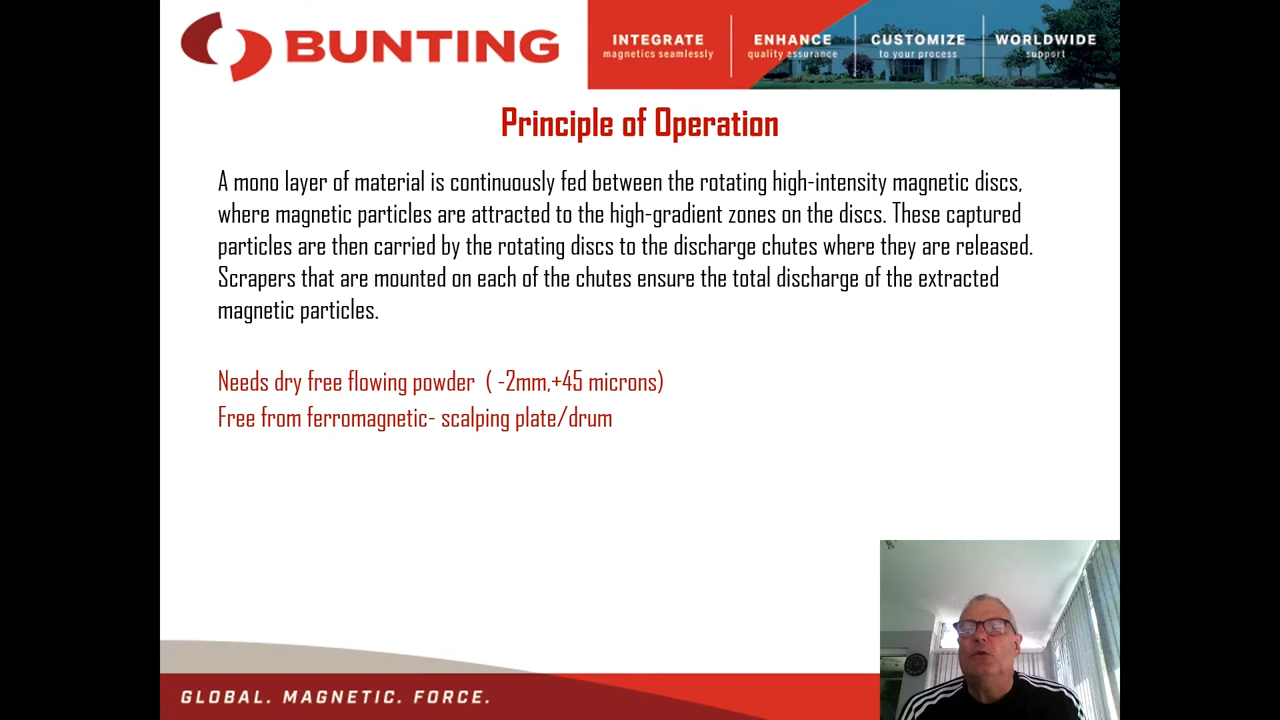 BUNTING
INTEGRATE
magnetics seamlessly
ENHANCE
quality assurance
CUSTOMIZE
to your process
WORLDWIDE
support
Principle of Operation
A mono layer of material is continuously fed between the rotating high-intensity magnetic discs,
where magnetic particles are attracted to the high-gradient zones on the discs. These captured
particles are then carried by the rotating discs to the discharge chutes where they are released.
Scrapers that are mounted on each of the chutes ensure the total discharge of the extracted
magnetic particles.
Needs dry free flowing powder ( -2mm,+45 microns)
Free from ferromagnetic- scalping plate/drum
GLOBAL. MAGNETIC. FORCE.